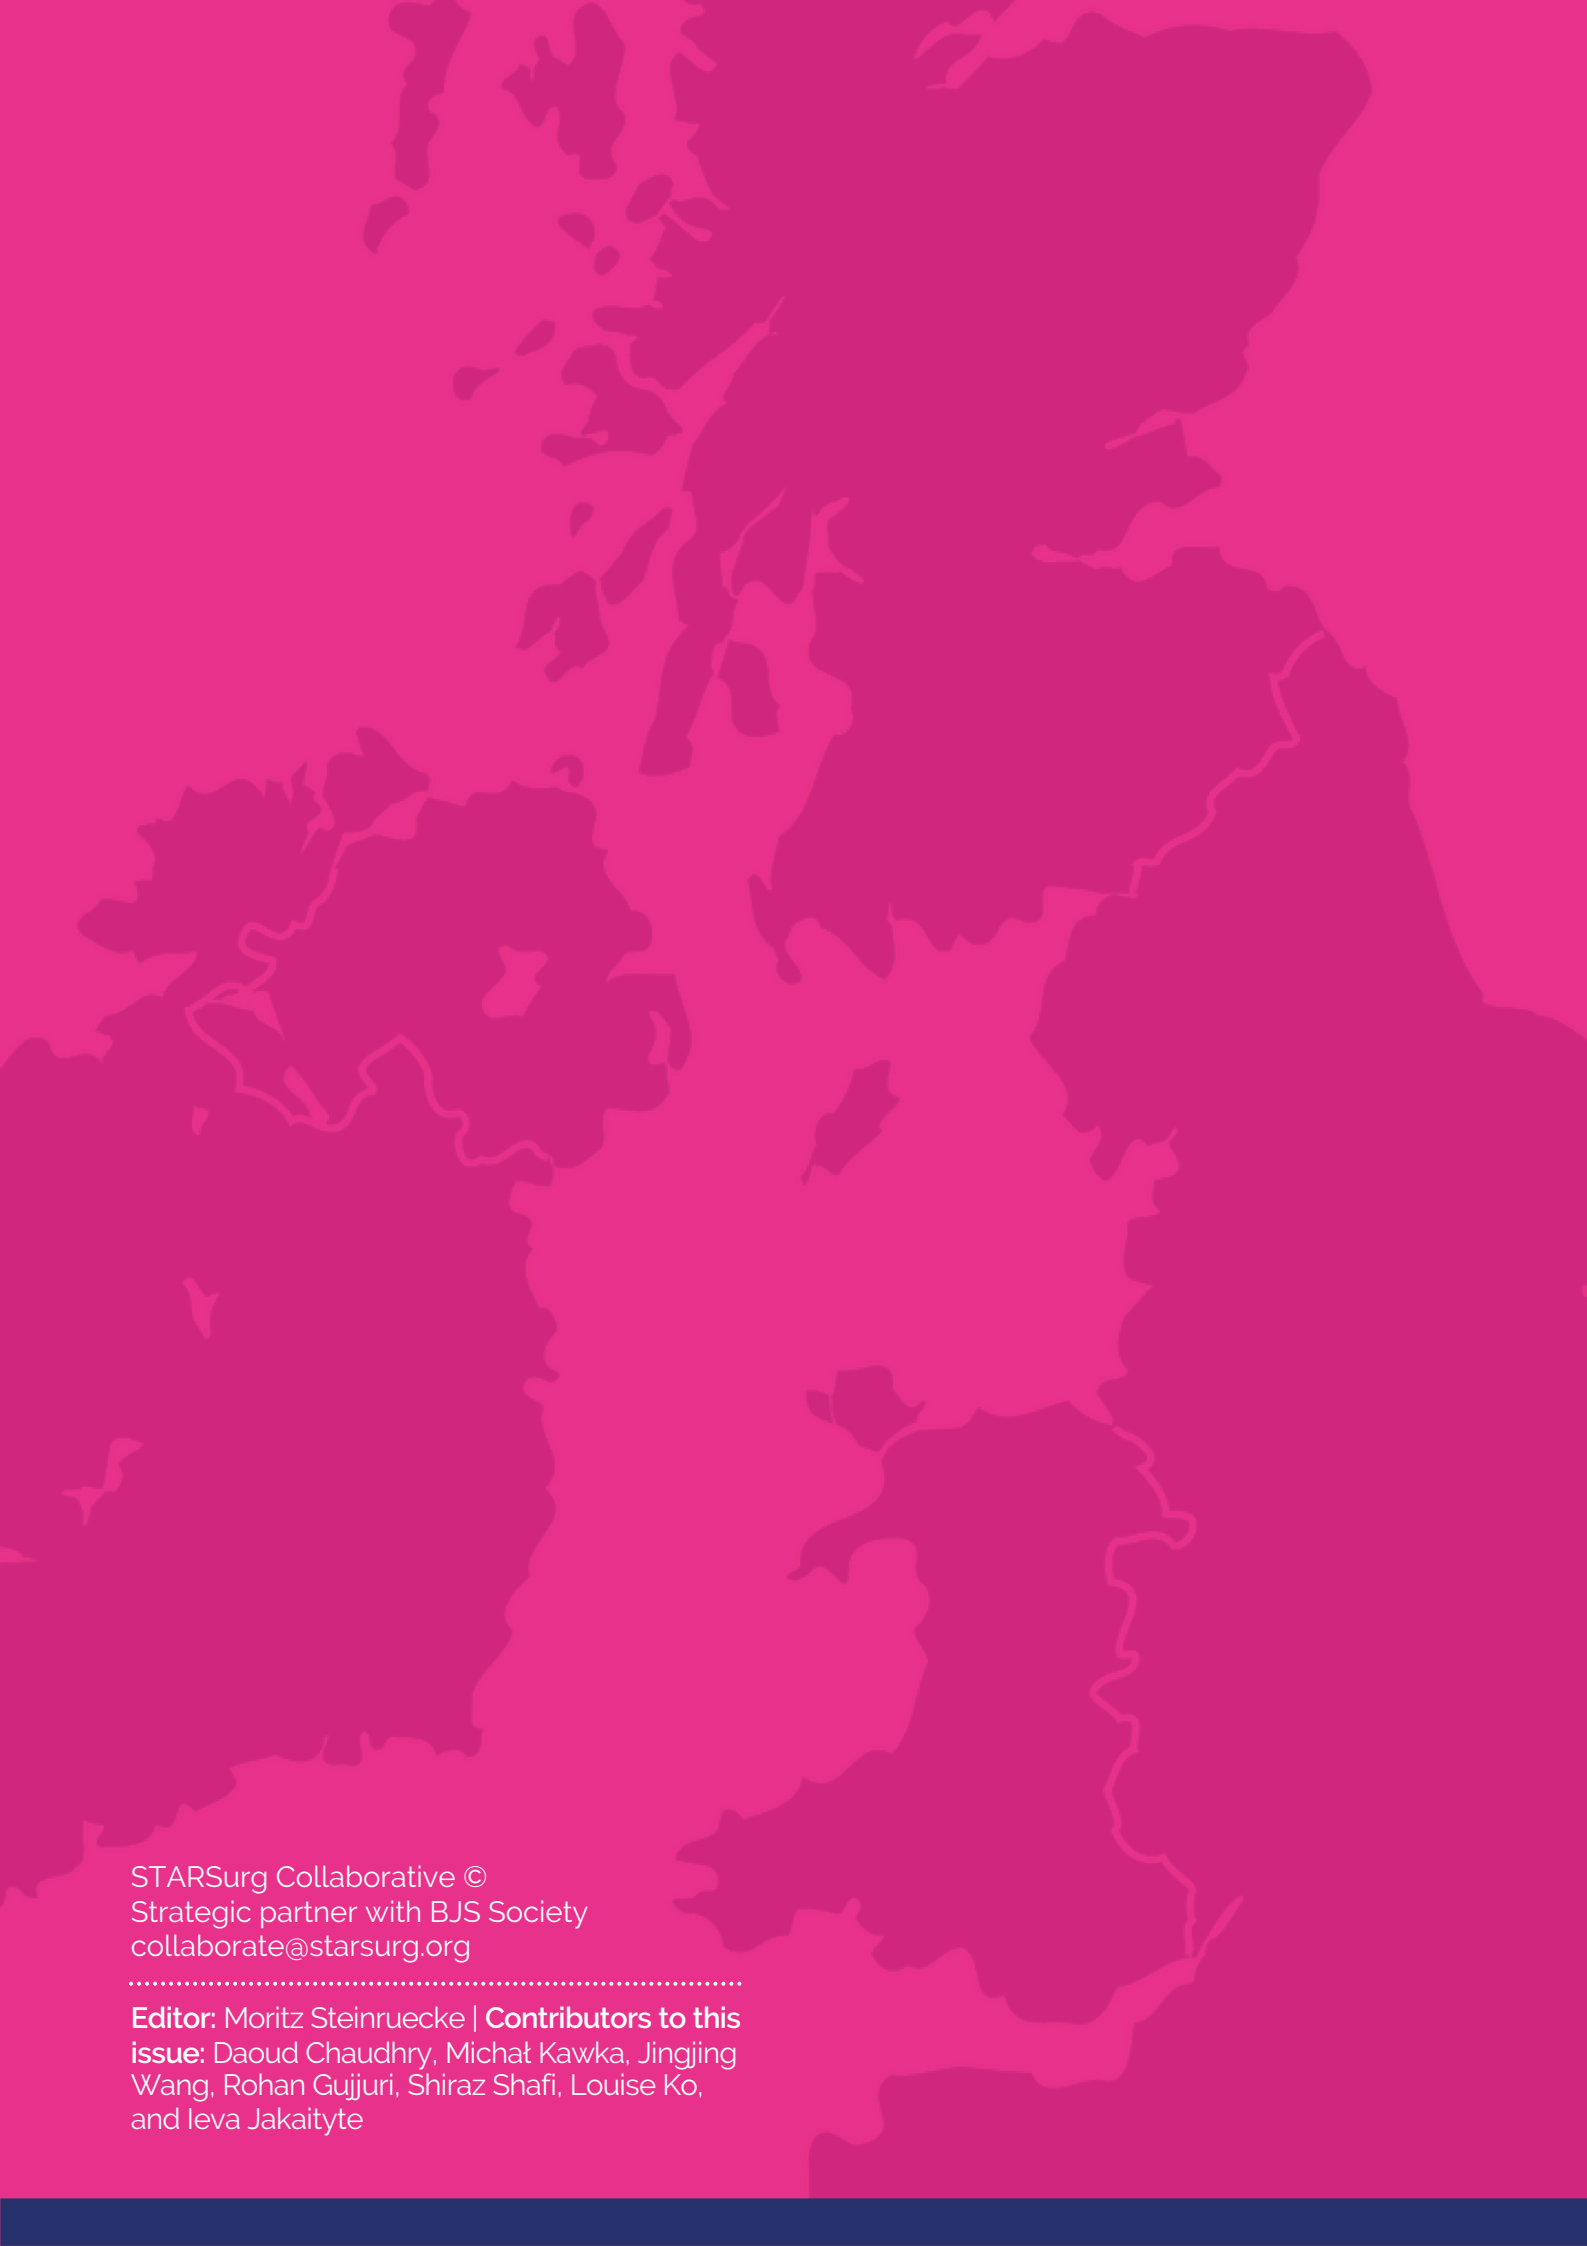 STARSurg Collaborative ©
Strategic partner with BJS Society
collaborate@starsurg.org
Editor: Moritz Steinruecke | Contributors to this
issue: Daoud Chaudhry, Michał Kawka, Jingjing
Wang, Rohan Gujjuri, Shiraz Shafi, Louise Ko,
and Ieva Jakaityte